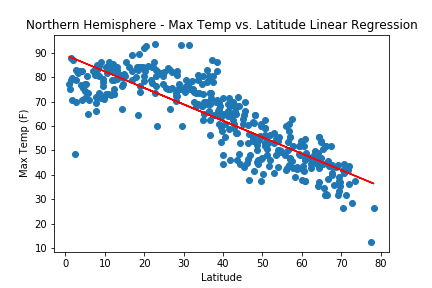 Northern Hemisphere - Max Temp vs. Latitude Linear Regression
Max Temp (F)
90
80
70
60
50
40
30
20
10
0 10 20 30 40 50 60 70 80
Latitude